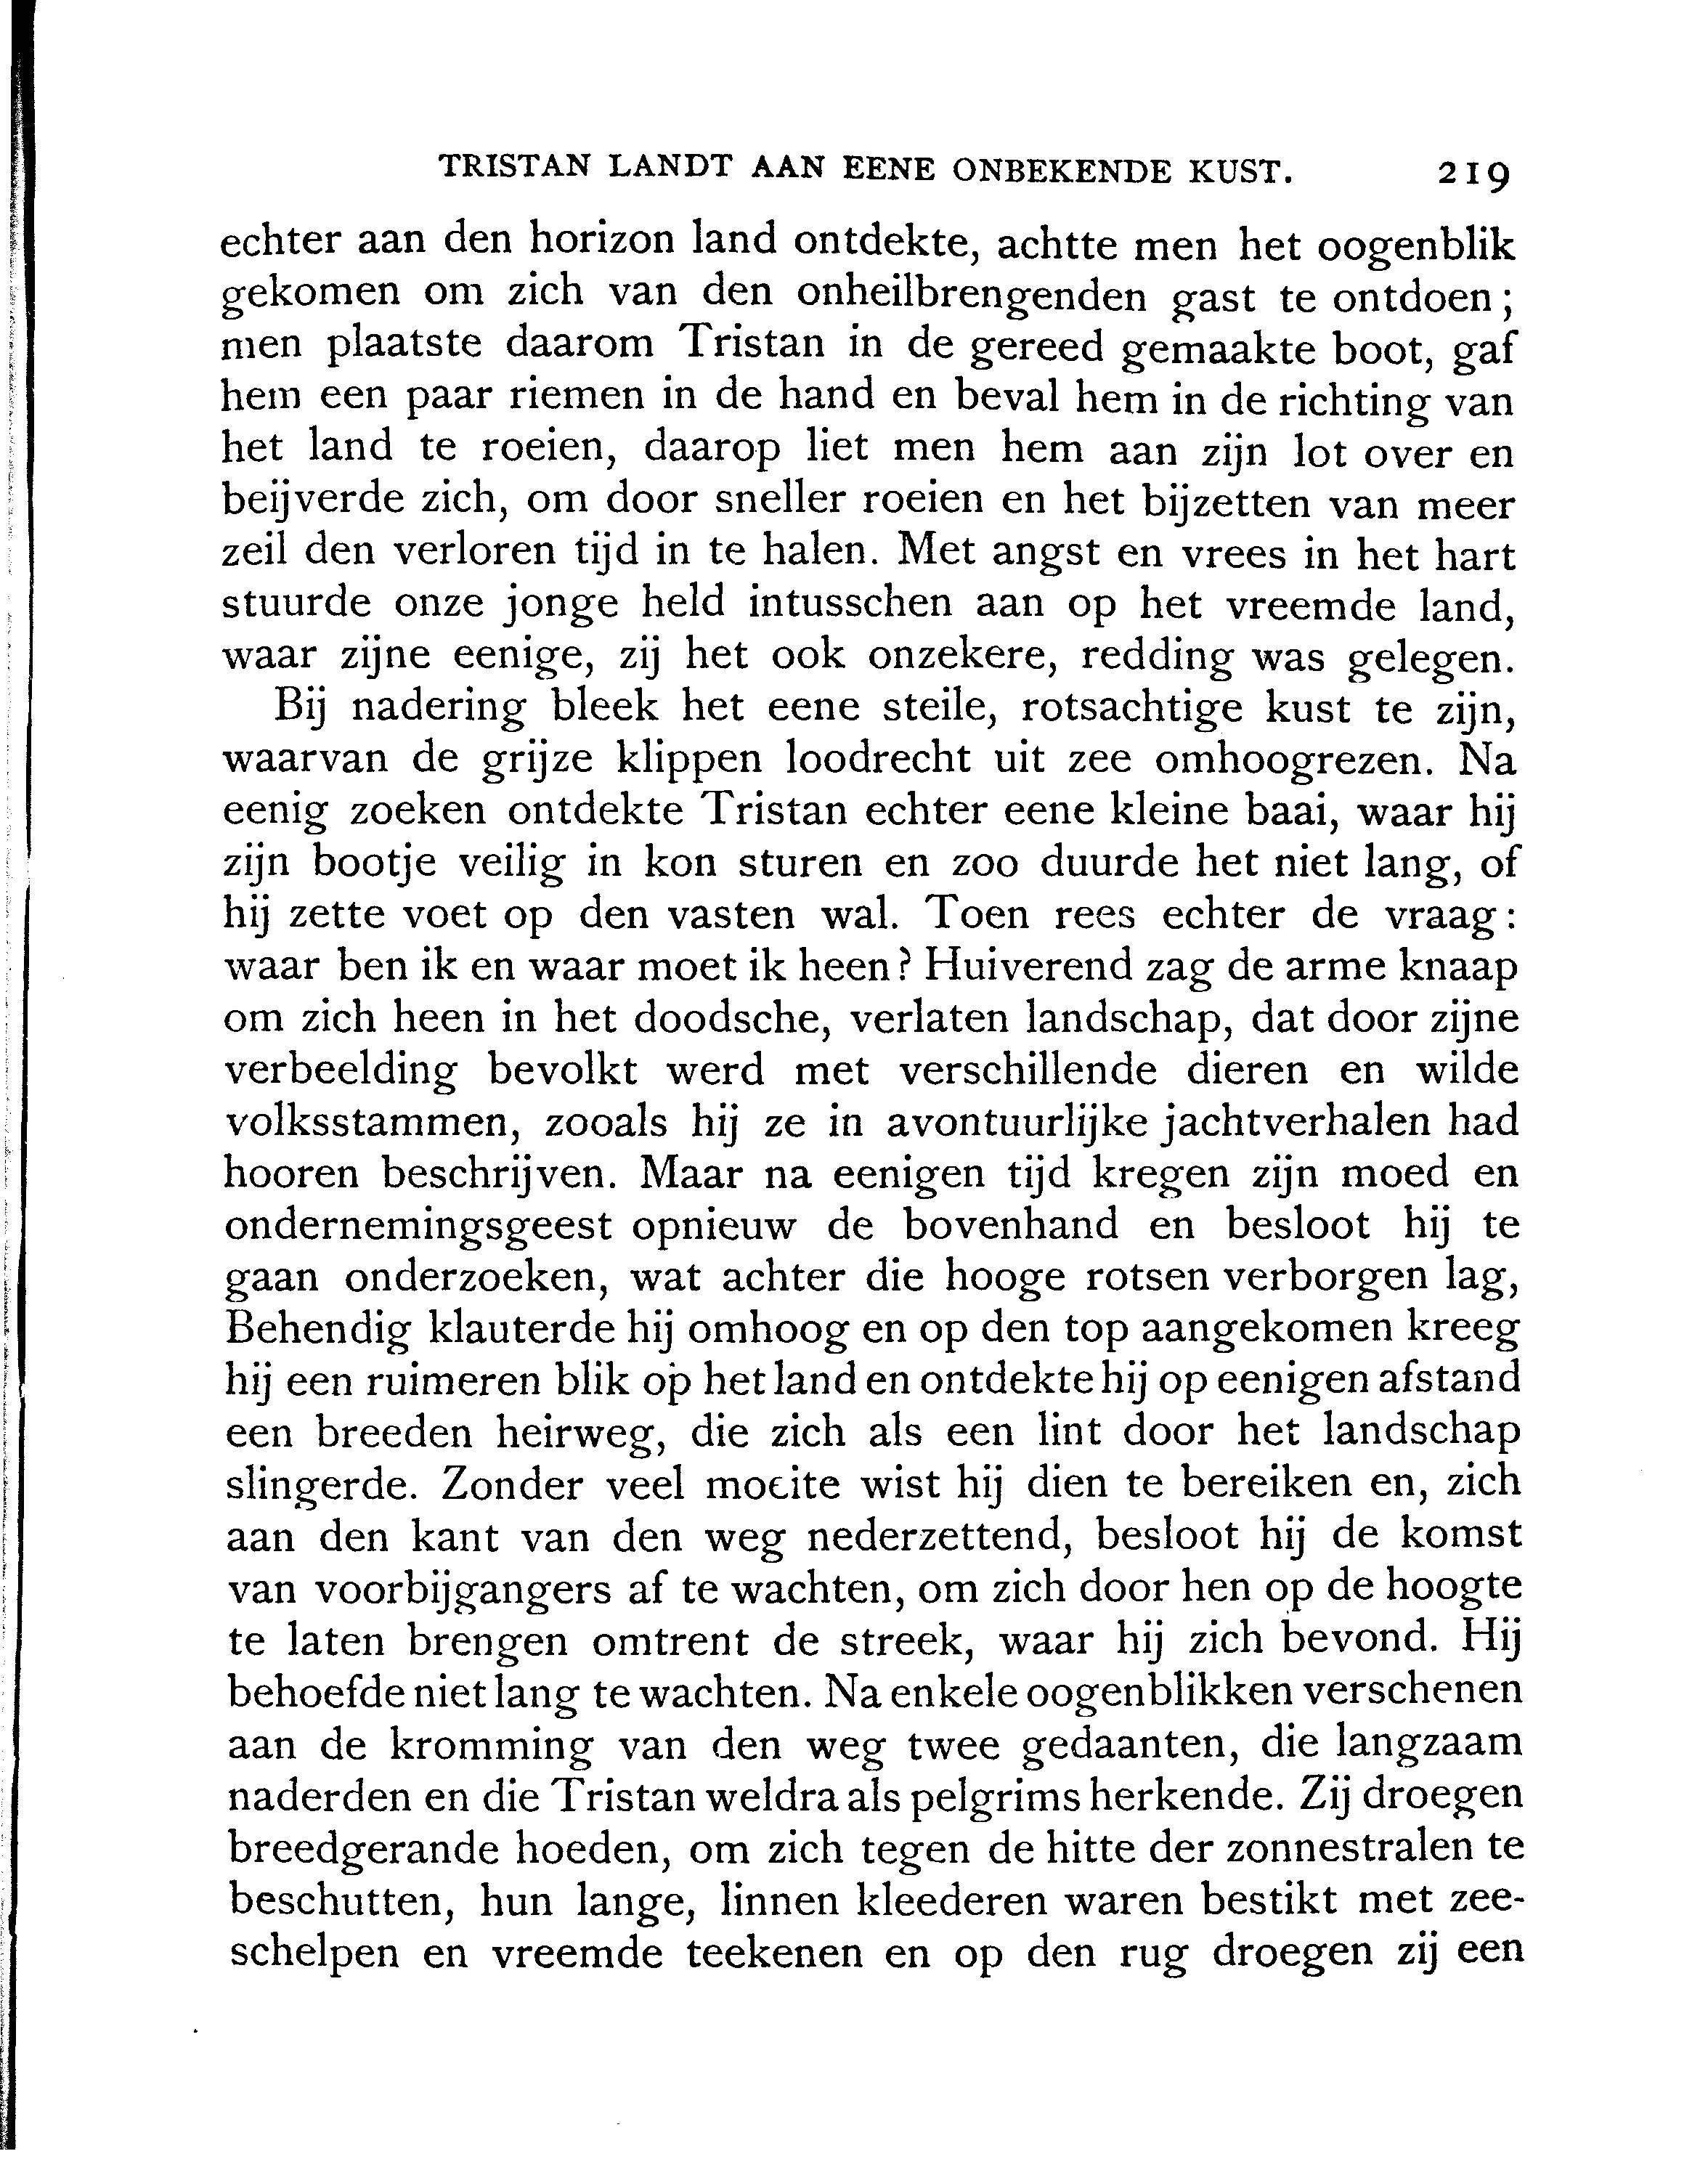 TRISTAN LANDT AAN EENE ONBEKENDE KUST. 219
echter aan den horizon land ontdekte, achtte men het oogenblik
gekomen om zich van den onheilbrengenden gast te ontdoen;
men plaatste daarom Tristan in de gereed gemaakte boot, gaf
hem een paar riemen in de hand en beval hem in de richting van
het land te roeien, daarop liet men hem aan zijn lot over en
beijverde zich, om door sneller roeien en het bijzetten van meer
zeil den verloren tijd in te halen. Met angst en vrees in het hart
stuurde onze jonge held intusschen aan op het vreemde land,
waar zijne eenige, zij het ook onzekere, redding was gelegen.
Bij nadering bleek het eene steile, rotsachtige kust te zijn,
waarvan de grijze klippen loodrecht uit zee omhoogrezen. Na
eenig zoeken ontdekte Tristan echter eene kleine baai, waar hij
zijn bootje veilig in kon sturen en zoo duurde het niet lang, of
hij zette voet op den vasten wal. Toen rees echter de vraag:
waar ben ik en waar moet ik heen? Huiverend zag de arme knaap
om zich heen in het doodsche, verlaten landschap, dat door zijne
verbeelding bevolkt werd met verschillende dieren en wilde
volksstammen, zooals hij ze in avontuurlijke jachtverhalen had
hooren beschrijven. Maar na eenigen tijd kregen zijn moed en
ondernemingsgeest opnieuw de bovenhand en besloot hij te
gaan onderzoeken, wat achter die hooge rotsen verborgen lag,
Behendig klauterde hij omhoog en op den top aangekomen kreeg
hij een ruimeren blik op het land en ontdekte hij op eenigen afstand
een breeden heirweg, die zich als een lint door het landschap
slingerde. Zonder veel moeite wist hij dien te bereiken en, zich
aan den kant van den weg nederzettend, besloot hij de komst
van voorbijgangers af te wachten, om zich door hen op de hoogte
te laten brengen omtrent de streek, waar hij zich bevond. Hij
behoefde niet lang te wachten. Na enkele oogenblikken verschenen
aan de kromming van den weg twee gedaanten, die langzaam
naderden en die Tristan weldra als pelgrims herkende. Zij droegen
breedgerande hoeden, om zich tegen de hitte der zonnestralen te
beschutten, hun lange, linnen kleederen waren bestikt met zee-
schelpen en vreemde teekenen en op den rug droegen zij een